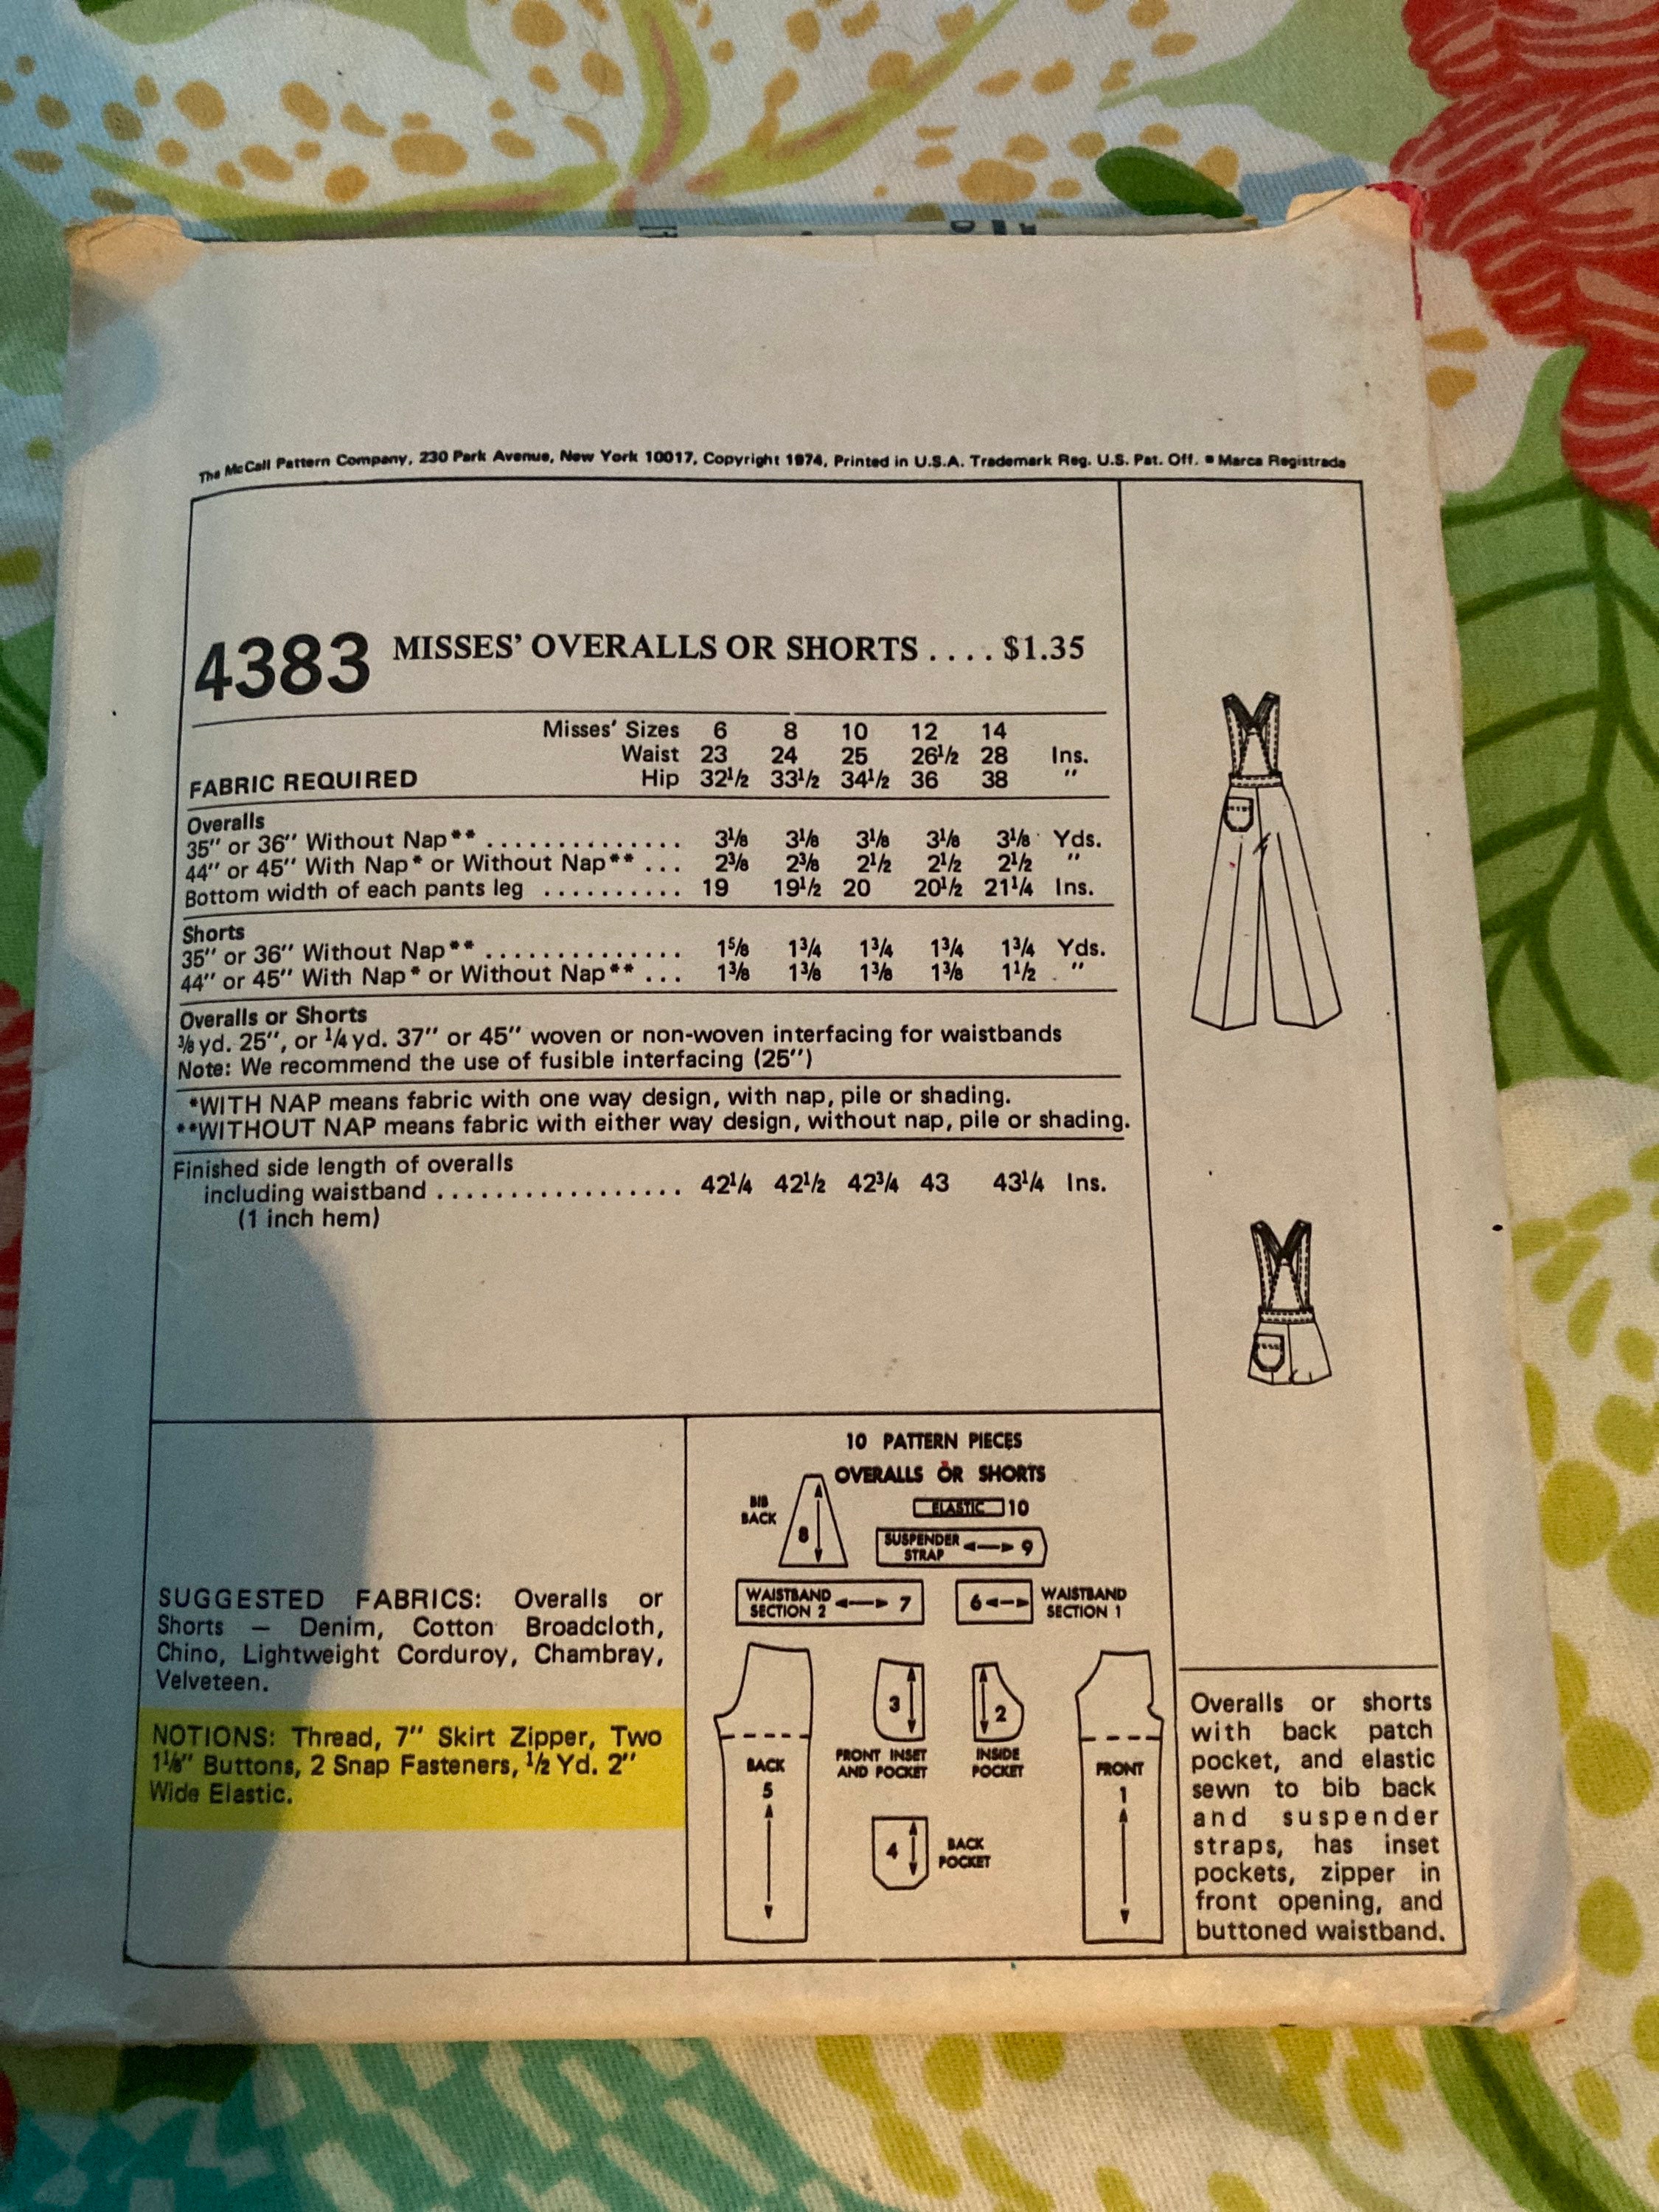 The McCall Pattern Company, 230 Park Avenue, New York 10017, Copyright 1974, Printed in U.S.A. Trademark Reg. U.S. Pat. Off. ■ Marca Registrada
4383 MISSES' OVERALLS OR SHORTS .... $1.35
Misses' Sizes 6 8 10 12 14
Waist 23 24 25 26½ 28 Ins.
FABRIC REQUIRED Hip 32½ 33½ 34½ 36 38 "
Overalls
35" or 36" Without Nap** .............. 3⅛ 3⅛ 3⅛ 3⅛ 3⅛ Yds.
44" or 45" With Nap* or Without Nap** ... 2⅜ 2⅜ 2½ 2½ 2½ "
Bottom width of each pants leg .......... 19 19½ 20 20½ 21¼ Ins.
Shorts
35" or 36" Without Nap** .............. 1⅝ 1¾ 1¾ 1¾ 1¾ Yds.
44" or 45" With Nap* or Without Nap** ... 1⅜ 1⅜ 1⅜ 1⅜ 1½ "
Overalls or Shorts
⅜ yd. 25", or ¼ yd. 37" or 45" woven or non-woven interfacing for waistbands
Note: We recommend the use of fusible interfacing (25")
*WITH NAP means fabric with one way design, with nap, pile or shading.
**WITHOUT NAP means fabric with either way design, without nap, pile or shading.
Finished side length of overalls
including waistband ................. 42¼ 42½ 42¾ 43 43¼ Ins.
(1 inch hem)
SUGGESTED FABRICS: Overalls or
Shorts — Denim, Cotton Broadcloth,
Chino, Lightweight Corduroy, Chambray,
Velveteen.
NOTIONS: Thread, 7" Skirt Zipper, Two
1⅛" Buttons, 2 Snap Fasteners, ½ Yd. 2"
Wide Elastic.
10 PATTERN PIECES
OVERALLS OR SHORTS
BIB
BACK
8
ELASTIC 10
SUSPENDER
STRAP 9
WAISTBAND
SECTION 2 7
6 WAISTBAND
SECTION 1
BACK
5
3
FRONT INSET
AND POCKET
2
INSIDE
POCKET
FRONT
1
4
BACK
POCKET
Overalls or shorts
with back patch
pocket, and elastic
sewn to bib back
and suspender
straps, has inset
pockets, zipper in
front opening, and
buttoned waistband.